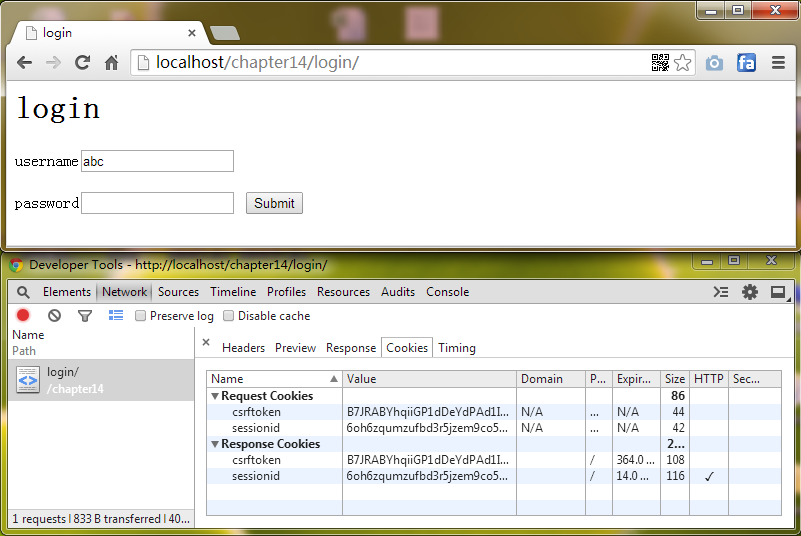 login
localhost/chapter14/login/
fa
login
username abc
password Submit
Developer Tools - http://localhost/chapter14/login/
Elements Network Sources Timeline Profiles Resources Audits Console
Preserve log Disable cache
Name
Path
login/
/chapter14
Headers Preview Response Cookies Timing
Name Value Domain P... Expir... Size HTTP Sec...
Request Cookies 86
csrftoken B7JRABYhqiiGP1dDeYdPAd1I... N/A ... N/A 44
sessionid 6oh6zqumzufbd3r5jzem9co5... N/A ... N/A 42
Response Cookies 2...
csrftoken B7JRABYhqiiGP1dDeYdPAd1I... / 364.0 ... 108
sessionid 6oh6zqumzufbd3r5jzem9co5... / 14.0 ... 116 ✓
1 requests | 833 B transferred | 40...